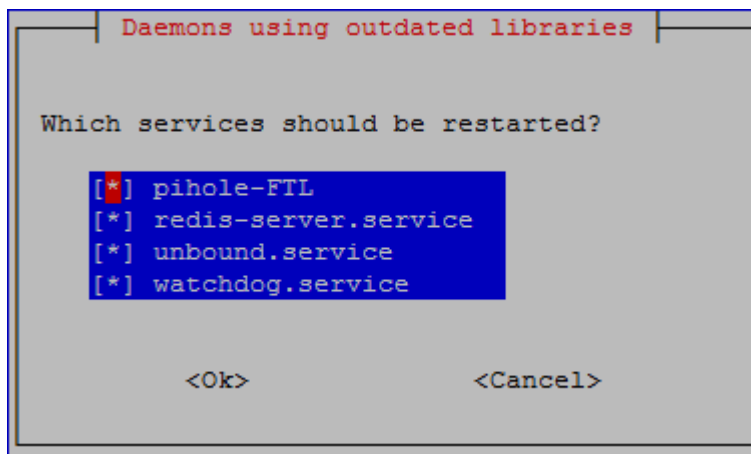 Daemons using outdated libraries
Which services should be restarted?
[*] pihole-FTL
[*] redis-server.service
[*] unbound.service
[*] watchdog.service
<Ok> <Cancel>